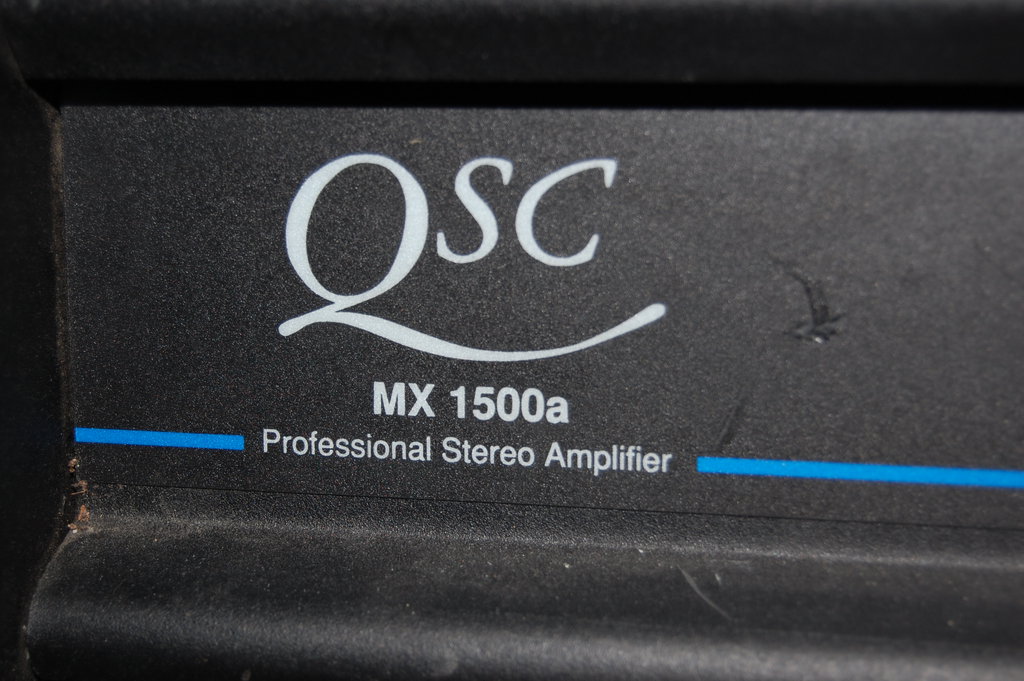 QSC
MX 1500a
Professional Stereo Amplifier